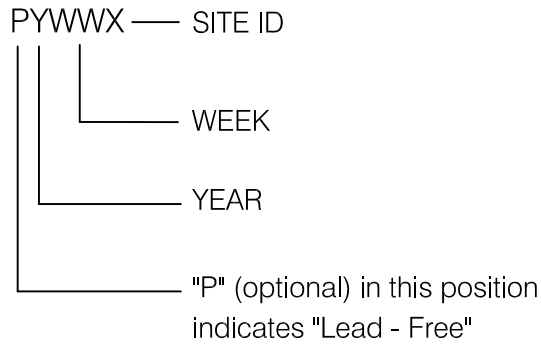 PYWWX
SITE ID
WEEK
YEAR
"P" (optional) in this position
indicates "Lead - Free"